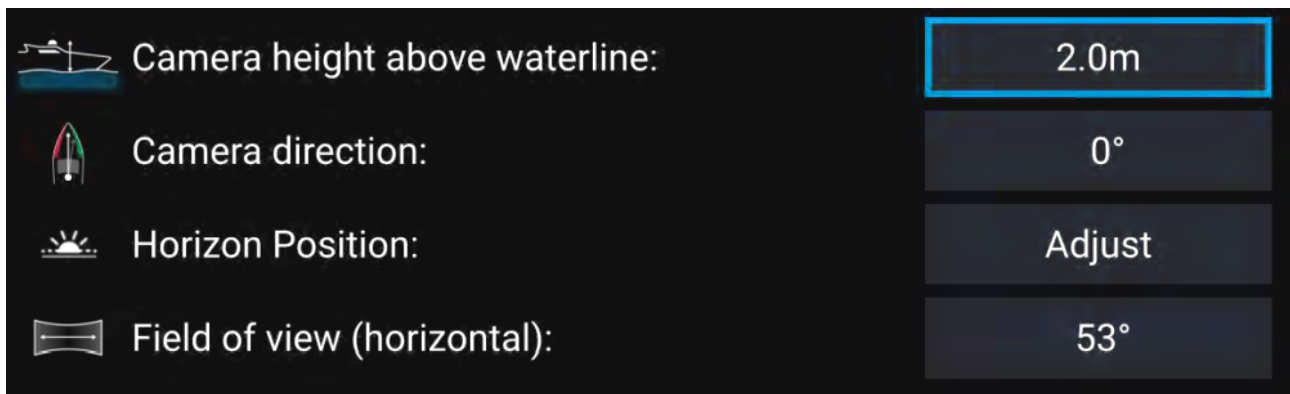 Camera height above waterline: 2.0m
Camera direction: 0°
Horizon Position: Adjust
Field of view (horizontal): 53°